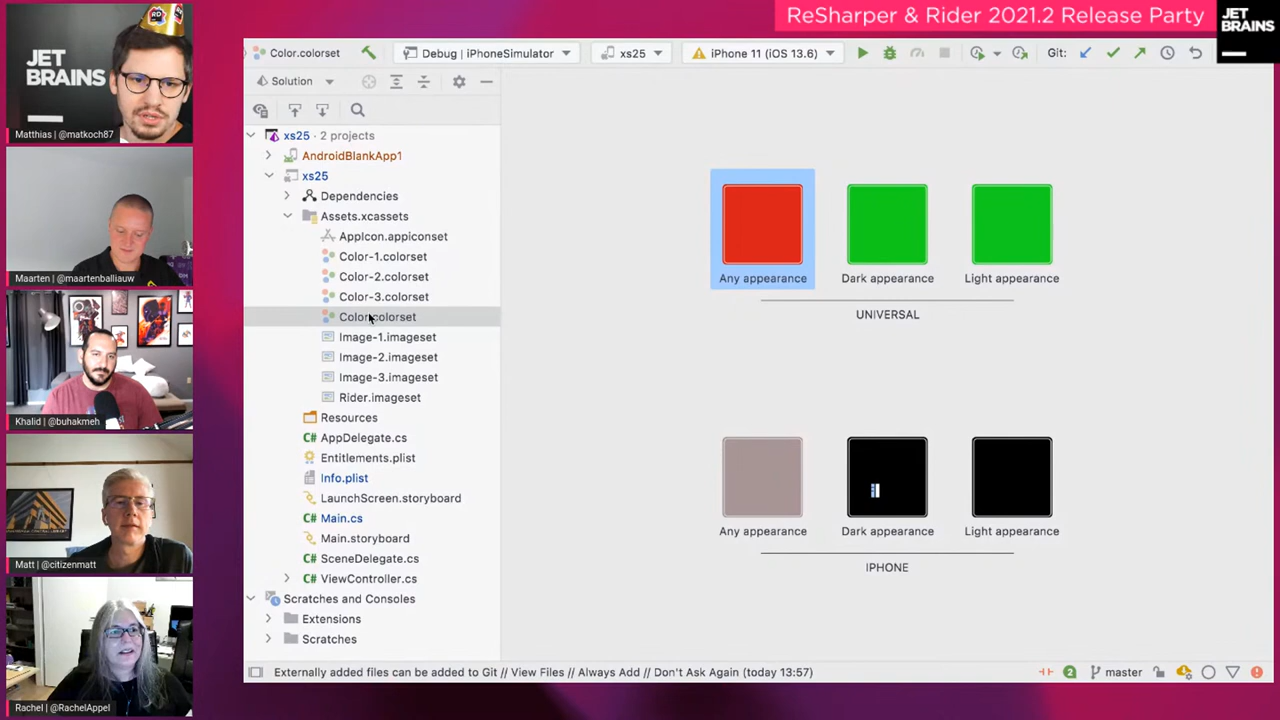 ReSharper & Rider 2021.2 Release Party
JET
BRAINS
JET
BRAINS
Matthias | @matkoch87
Maarten | @maartenballiauw
Khalid | @buhakmeh
Matt | @citizenmatt
Rachel | @RachelAppel
Color.colorset
Debug | iPhoneSimulator
xs25
iPhone 11 (iOS 13.6)
Git:
Solution
xs25 · 2 projects
AndroidBlankApp1
xs25
Dependencies
Assets.xcassets
AppIcon.appiconset
Color-1.colorset
Color-2.colorset
Color-3.colorset
Color.colorset
Image-1.imageset
Image-2.imageset
Image-3.imageset
Rider.imageset
Resources
C# AppDelegate.cs
Entitlements.plist
Info.plist
LaunchScreen.storyboard
C# Main.cs
Main.storyboard
C# SceneDelegate.cs
C# ViewController.cs
Scratches and Consoles
Extensions
Scratches
Any appearance
Dark appearance
Light appearance
UNIVERSAL
Any appearance
Dark appearance
Light appearance
IPHONE
Externally added files can be added to Git // View Files // Always Add // Don't Ask Again (today 13:57)
2
master